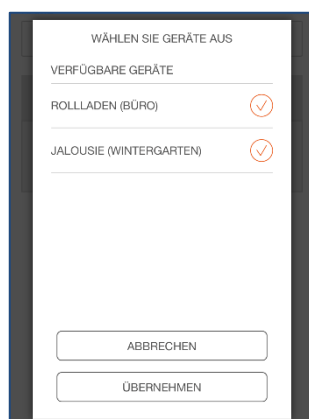 WÄHLEN SIE GERÄTE AUS
VERFÜGBARE GERÄTE
ROLLLADEN (BÜRO)
JALOUSIE (WINTERGARTEN)
ABBRECHEN
ÜBERNEHMEN